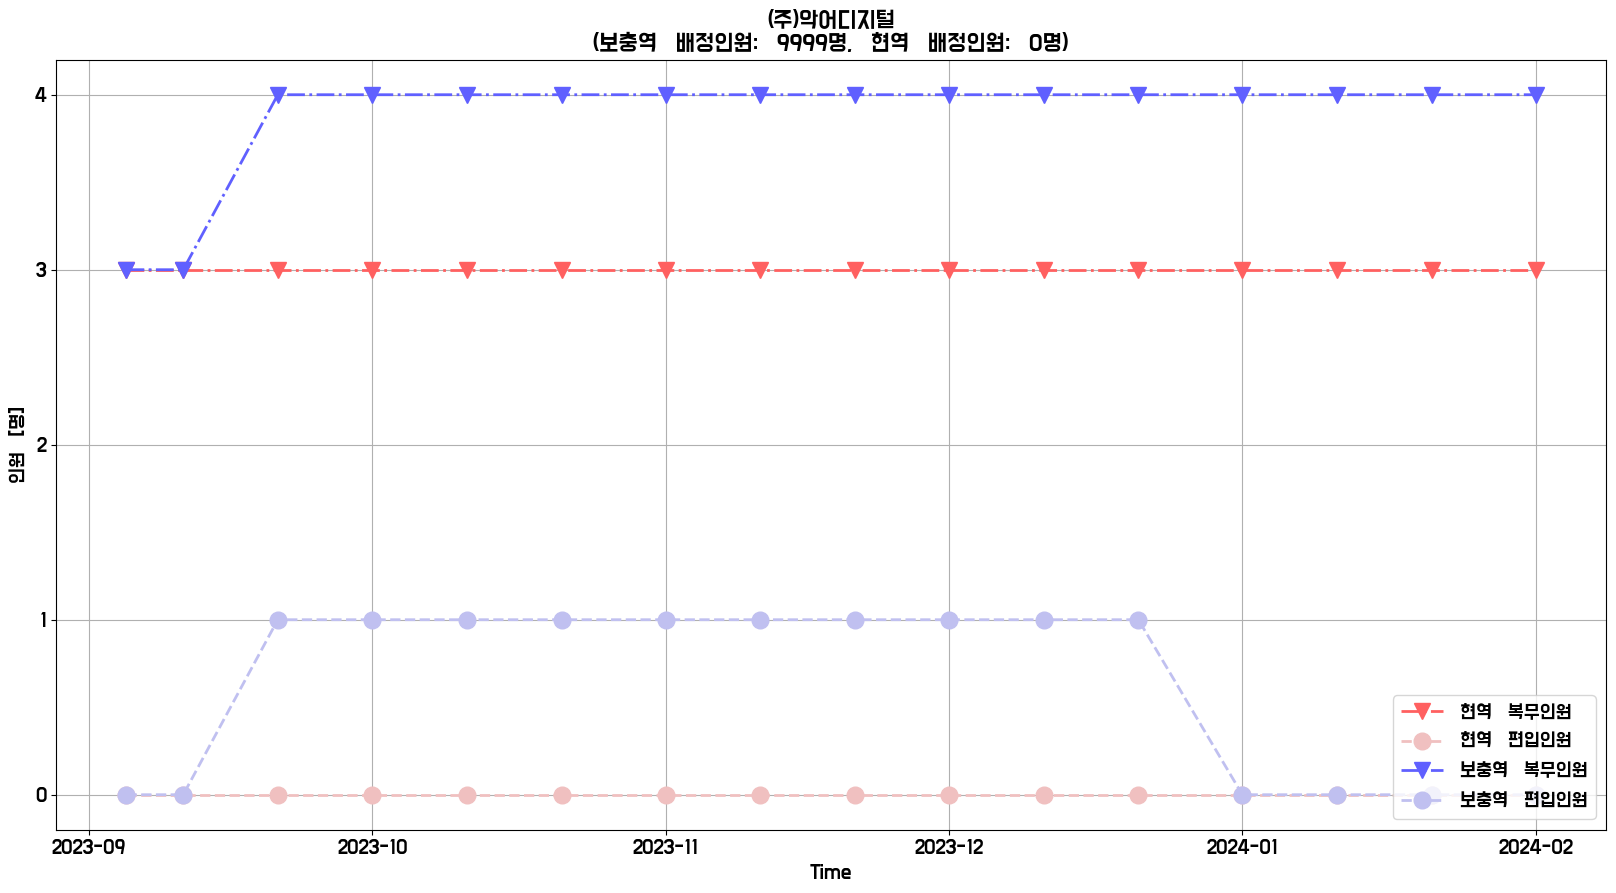 (주)악어디지털
(보충역 배정인원: 9999명, 현역 배정인원: 0명)
4
3
2
1
0
인원 [명]
2023-09
2023-10
2023-11
2023-12
2024-01
2024-02
Time
현역 복무인원
현역 편입인원
보충역 복무인원
보충역 편입인원